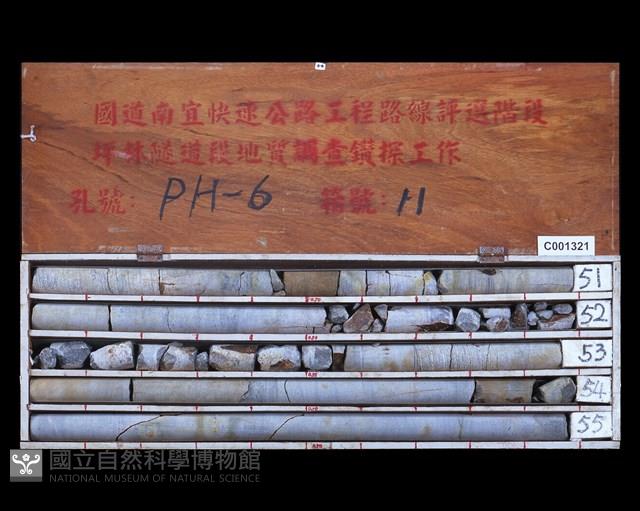 國道南宜快速公路工程路線評選階段
坪林隧道段地質調查鑽探工作
孔號: PH-6 箱號: 11
C001321
51
52
53
54
55
國立自然科學博物館
NATIONAL MUSEUM OF NATURAL SCIENCE